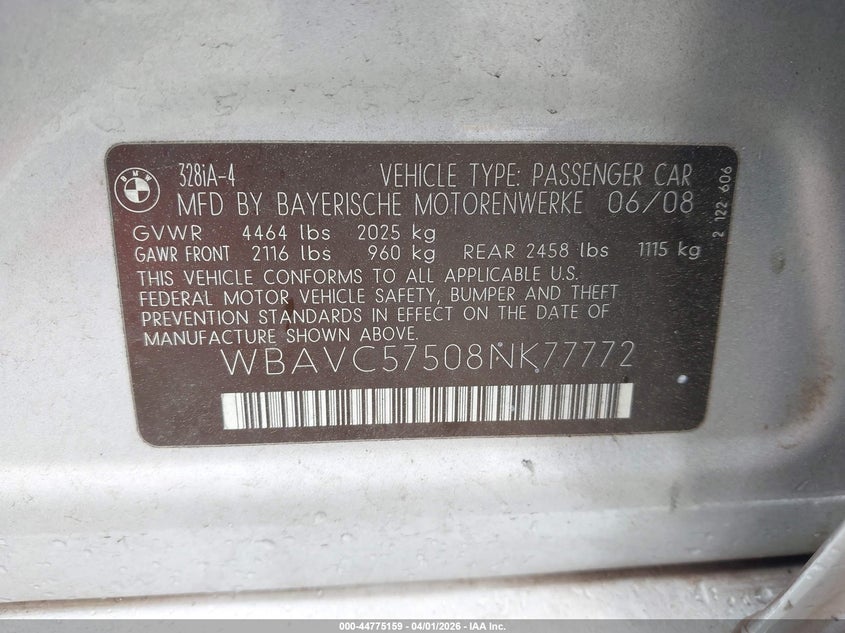 BMW
328iA-4 VEHICLE TYPE: PASSENGER CAR
MFD BY BAYERISCHE MOTORENWERKE 06/08
GVWR 4464 lbs 2025 kg
GAWR FRONT 2116 lbs 960 kg REAR 2458 lbs 1115 kg
THIS VEHICLE CONFORMS TO ALL APPLICABLE U.S.
FEDERAL MOTOR VEHICLE SAFETY, BUMPER AND THEFT
PREVENTION STANDARDS IN EFFECT ON THE DATE OF
MANUFACTURE SHOWN ABOVE.
WBAVC57508NK77772
2 122 606
000-44775159 | 04/01/2026 | IAA Inc.